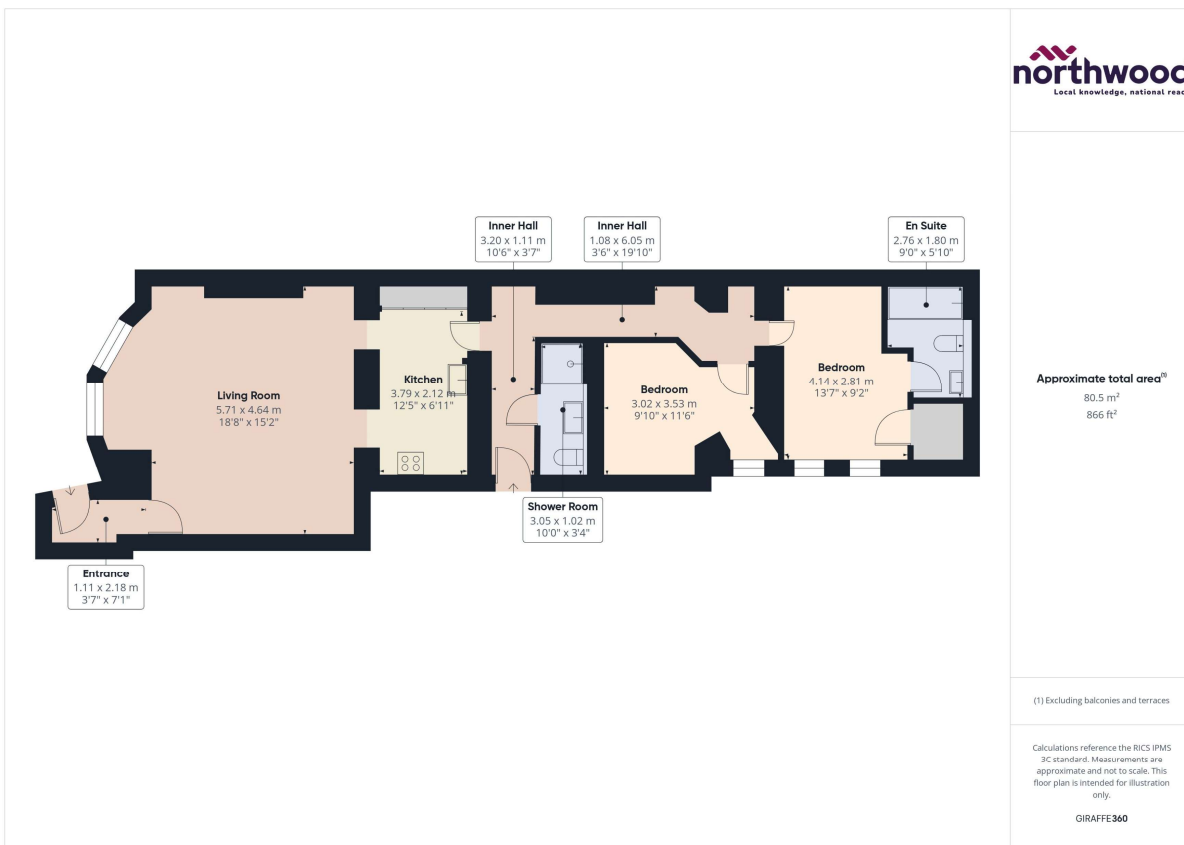 northwood
Local knowledge, national reac
Inner Hall
3.20 x 1.11 m
10'6" x 3'7"
Inner Hall
1.08 x 6.05 m
3'6" x 19'10"
En Suite
2.76 x 1.80 m
9'0" x 5'10"
Living Room
5.71 x 4.64 m
18'8" x 15'2"
Kitchen
3.79 x 2.12 m
12'5" x 6'11"
Bedroom
3.02 x 3.53 m
9'10" x 11'6"
Bedroom
4.14 x 2.81 m
13'7" x 9'2"
Shower Room
3.05 x 1.02 m
10'0" x 3'4"
Entrance
1.11 x 2.18 m
3'7" x 7'1"
Approximate total area(1)
80.5 m²
866 ft²
(1) Excluding balconies and terraces
Calculations reference the RICS IPMS
3C standard. Measurements are
approximate and not to scale. This
floor plan is intended for illustration
only.
GIRAFFE360